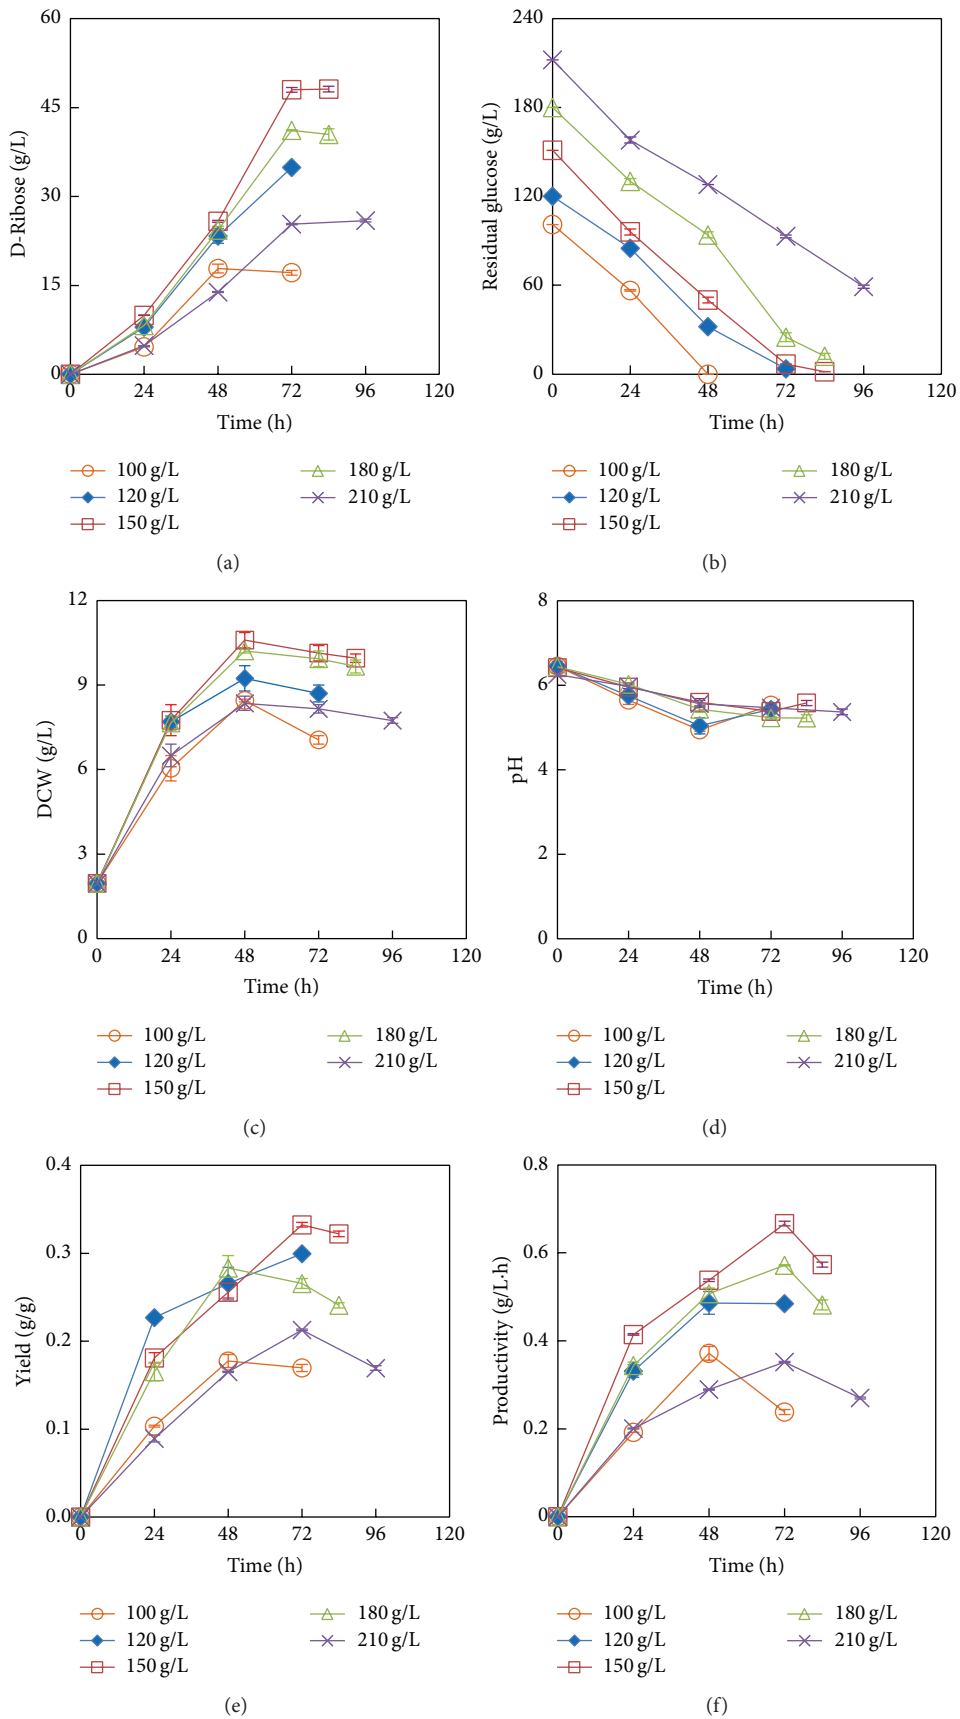 60
45
30
15
0
D-Ribose (g/L)
0 24 48 72 96 120
Time (h)
100 g/L
120 g/L
150 g/L
180 g/L
210 g/L
(a)
240
180
120
60
0
Residual glucose (g/L)
0 24 48 72 96 120
Time (h)
100 g/L
120 g/L
150 g/L
180 g/L
210 g/L
(b)
12
9
6
3
0
DCW (g/L)
0 24 48 72 96 120
Time (h)
100 g/L
120 g/L
150 g/L
180 g/L
210 g/L
(c)
8
6
4
2
0
pH
0 24 48 72 96 120
Time (h)
100 g/L
120 g/L
150 g/L
180 g/L
210 g/L
(d)
0.4
0.3
0.2
0.1
0.0
Yield (g/g)
0 24 48 72 96 120
Time (h)
100 g/L
120 g/L
150 g/L
180 g/L
210 g/L
(e)
0.8
0.6
0.4
0.2
0
Productivity (g/L·h)
0 24 48 72 96 120
Time (h)
100 g/L
120 g/L
150 g/L
180 g/L
210 g/L
(f)